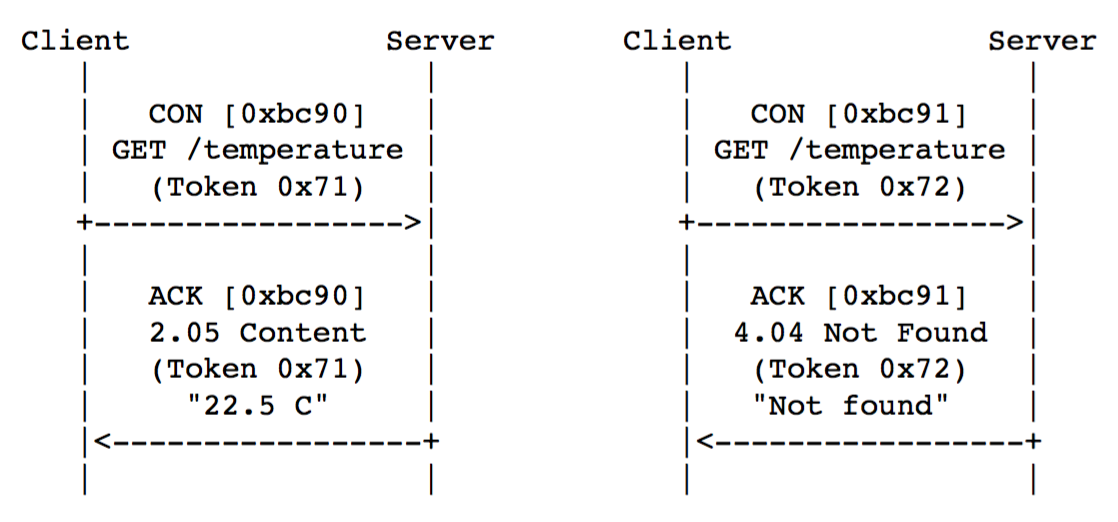 Client Server Client Server
CON [0xbc90] CON [0xbc91]
GET /temperature GET /temperature
(Token 0x71) (Token 0x72)
ACK [0xbc90] ACK [0xbc91]
2.05 Content 4.04 Not Found
(Token 0x71) (Token 0x72)
"22.5 C" "Not found"